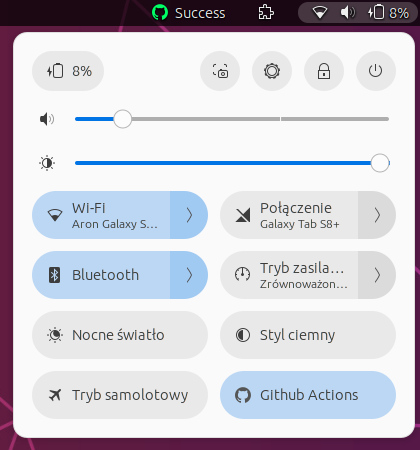 Success
8%
8%
Wi-Fi
Aron Galaxy S...
Połączenie
Galaxy Tab S8+
Bluetooth
Tryb zasila...
Zrównoważon...
Nocne światło
Styl ciemny
Tryb samolotowy
Github Actions